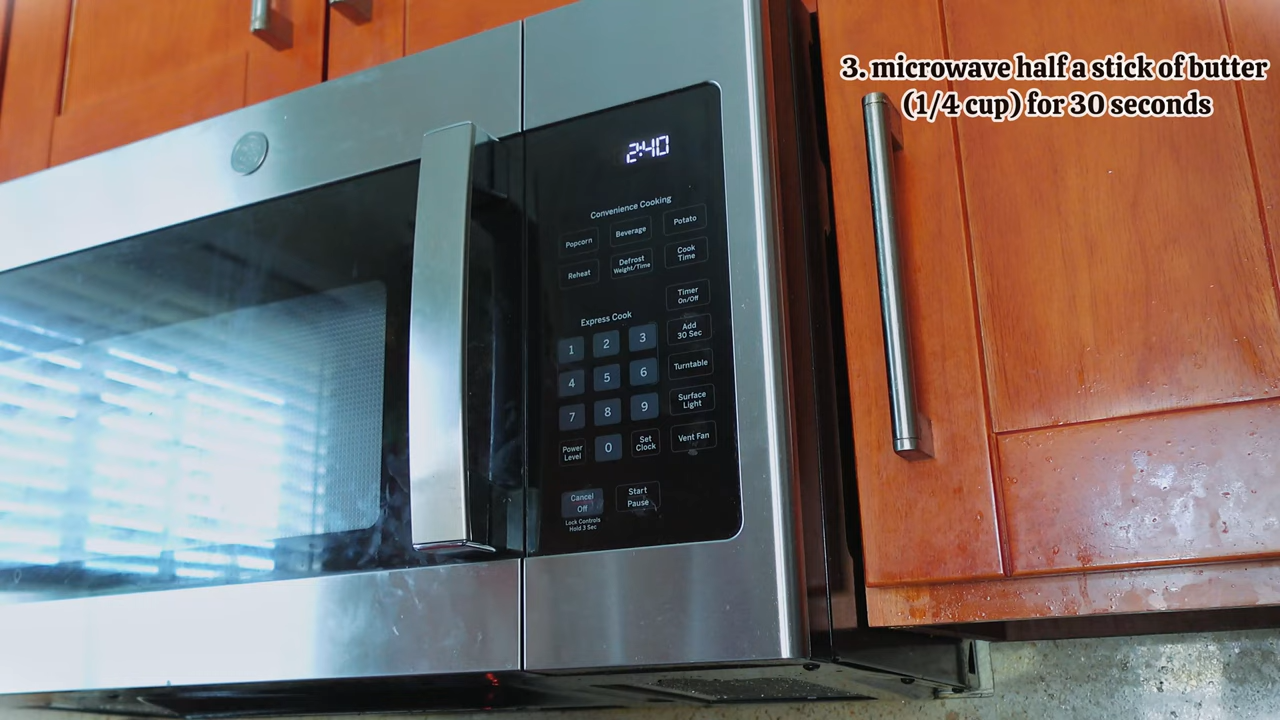 3. microwave half a stick of butter
(1/4 cup) for 30 seconds
2:40
Convenience Cooking
Popcorn
Beverage
Potato
Reheat
Defrost
Weight/Time
Cook
Time
Timer
On/Off
Express Cook
Add
30 Sec
1
2
3
Turntable
4
5
6
Surface
Light
7
8
9
Vent Fan
Power
Level
0
Set
Clock
Cancel
Off
Start
Pause
Lock Controls
Hold 3 Sec